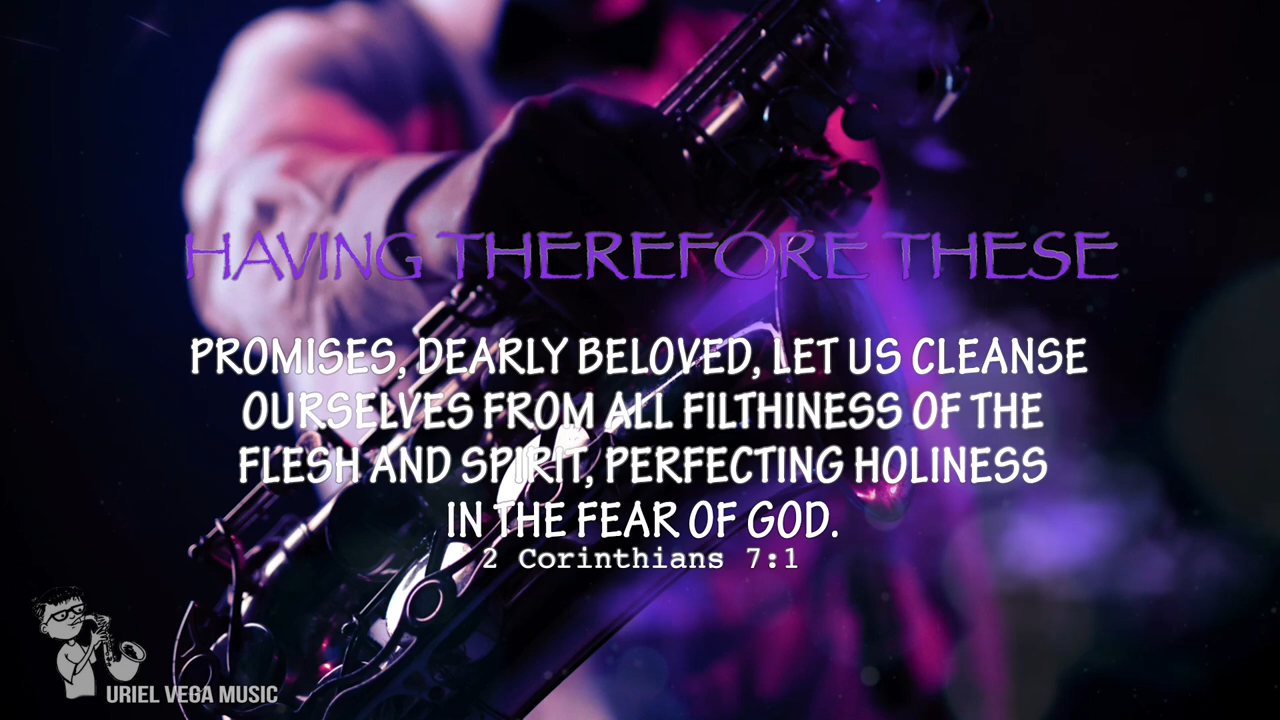 HAVING THEREFORE THESE
PROMISES, DEARLY BELOVED, LET US CLEANSE
OURSELVES FROM ALL FILTHINESS OF THE
FLESH AND SPIRIT, PERFECTING HOLINESS
IN THE FEAR OF GOD.
2 Corinthians 7:1
URIEL VEGA MUSIC